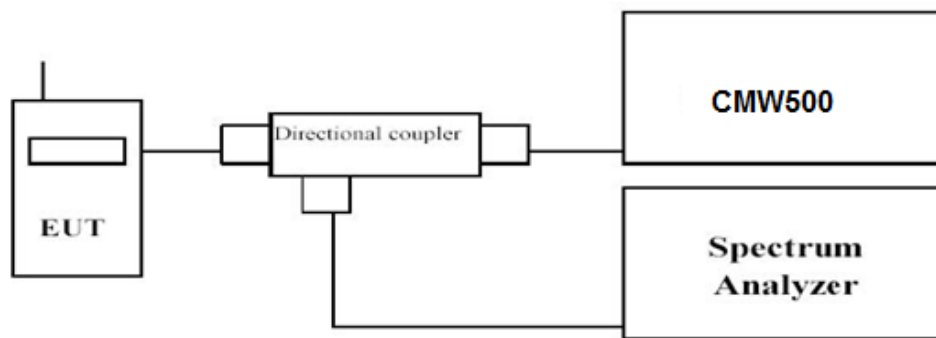 CMW500
Directional coupler
EUT
Spectrum
Analyzer